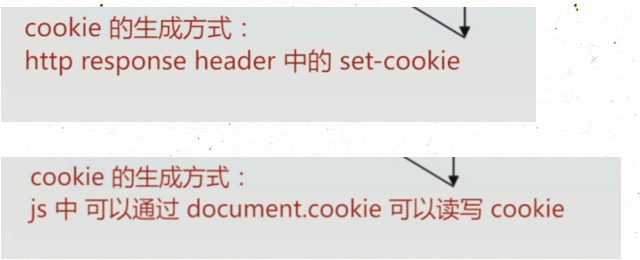 cookie 的生成方式：
http response header 中的 set-cookie
cookie 的生成方式：
js 中 可以通过 document.cookie 可以读写 cookie